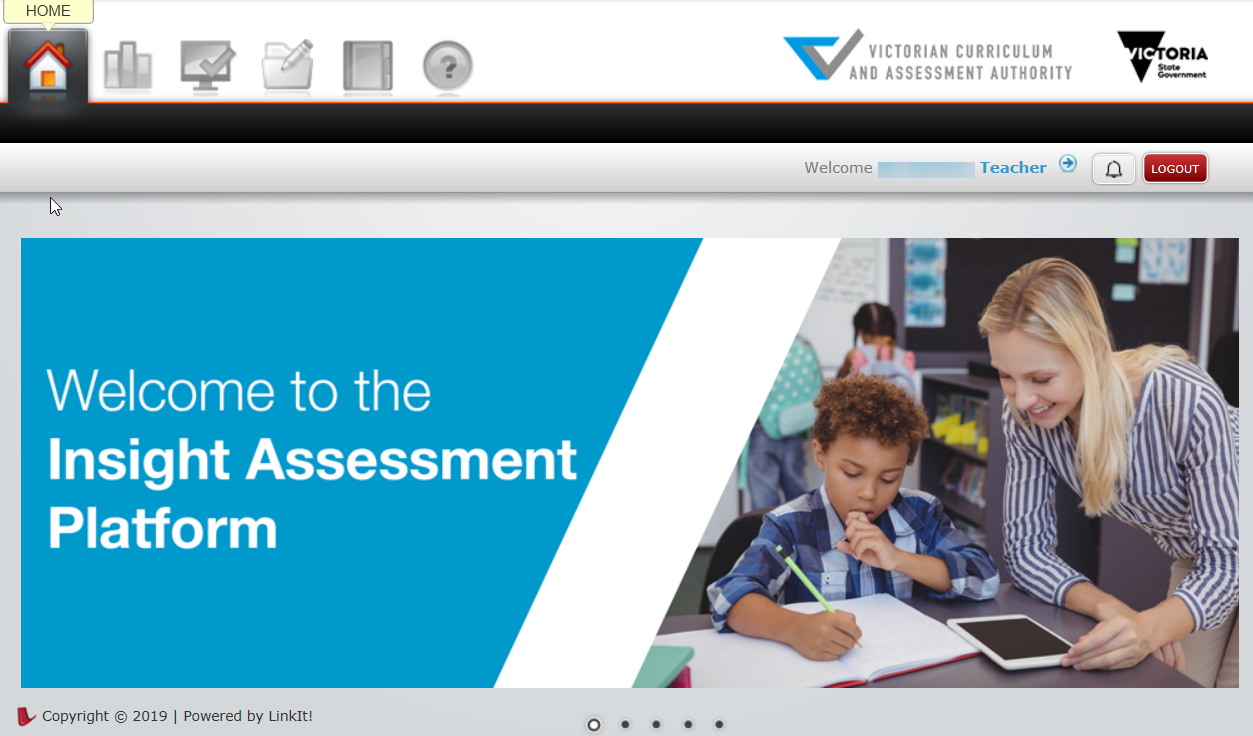 HOME
VICTORIAN CURRICULUM
AND ASSESSMENT AUTHORITY
VICTORIA
State
Government
Welcome Teacher
LOGOUT
Welcome to the
Insight Assessment
Platform
Copyright © 2019 | Powered by LinkIt!